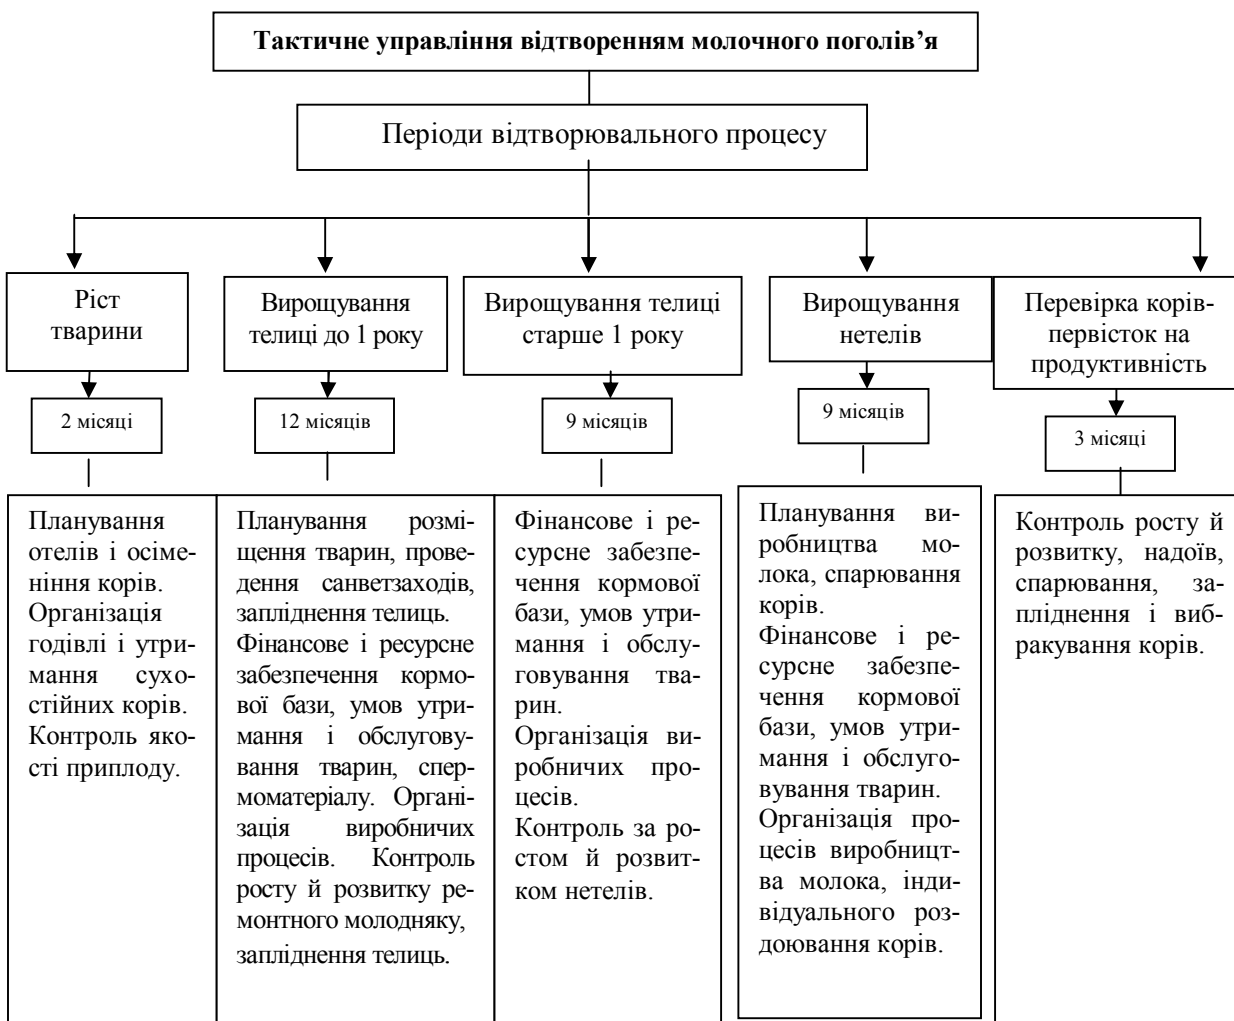 Тактичне управління відтворенням молочного поголів’я
Періоди відтворювального процесу
Ріст
тварини
Вирощування
телиці до 1 року
Вирощування телиці
старше 1 року
Вирощування
нетелів
Перевірка корів-
первісток на
продуктивність
2 місяці
12 місяців
9 місяців
9 місяців
3 місяці
Планування
отелів і осіме-
ніння корів.
Організація
годівлі і утри-
мання сухо-
стійних корів.
Контроль яко-
сті приплоду.
Планування розмі-
щення тварин, прове-
дення санветзаходів,
запліднення телиць.
Фінансове і ресурсне
забезпечення кормо-
вої бази, умов утри-
мання і обслугову-
вання тварин, спер-
моматеріалу. Органі-
зація виробничих
процесів. Контроль
росту й розвитку ре-
монтного молодняку,
запліднення телиць.
Фінансове і ре-
сурсне забезпе-
чення кормової
бази, умов утри-
мання і обслу-
говування тва-
рин.
Організація ви-
робничих про-
цесів.
Контроль за ро-
стом й розвит-
ком нетелів.
Планування ви-
робництва мо-
лока, спарювання
корів.
Фінансове і ре-
сурсне забезпе-
чення кормової
бази, умов утри-
мання і обслуго-
вування тварин.
Організація про-
цесів виробницт-
ва молока, інди-
відуального роз-
доювання корів.
Контроль росту й
розвитку, надоїв,
спарювання, за-
пліднення і виб-
ракування корів.